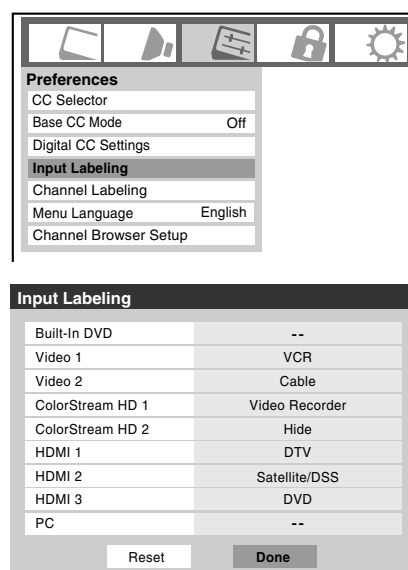 Preferences
CC Selector
Base CC Mode Off
Digital CC Settings
Input Labeling
Channel Labeling
Menu Language English
Channel Browser Setup
Input Labeling
Built-In DVD --
Video 1 VCR
Video 2 Cable
ColorStream HD 1 Video Recorder
ColorStream HD 2 Hide
HDMI 1 DTV
HDMI 2 Satellite/DSS
HDMI 3 DVD
PC --
Reset Done